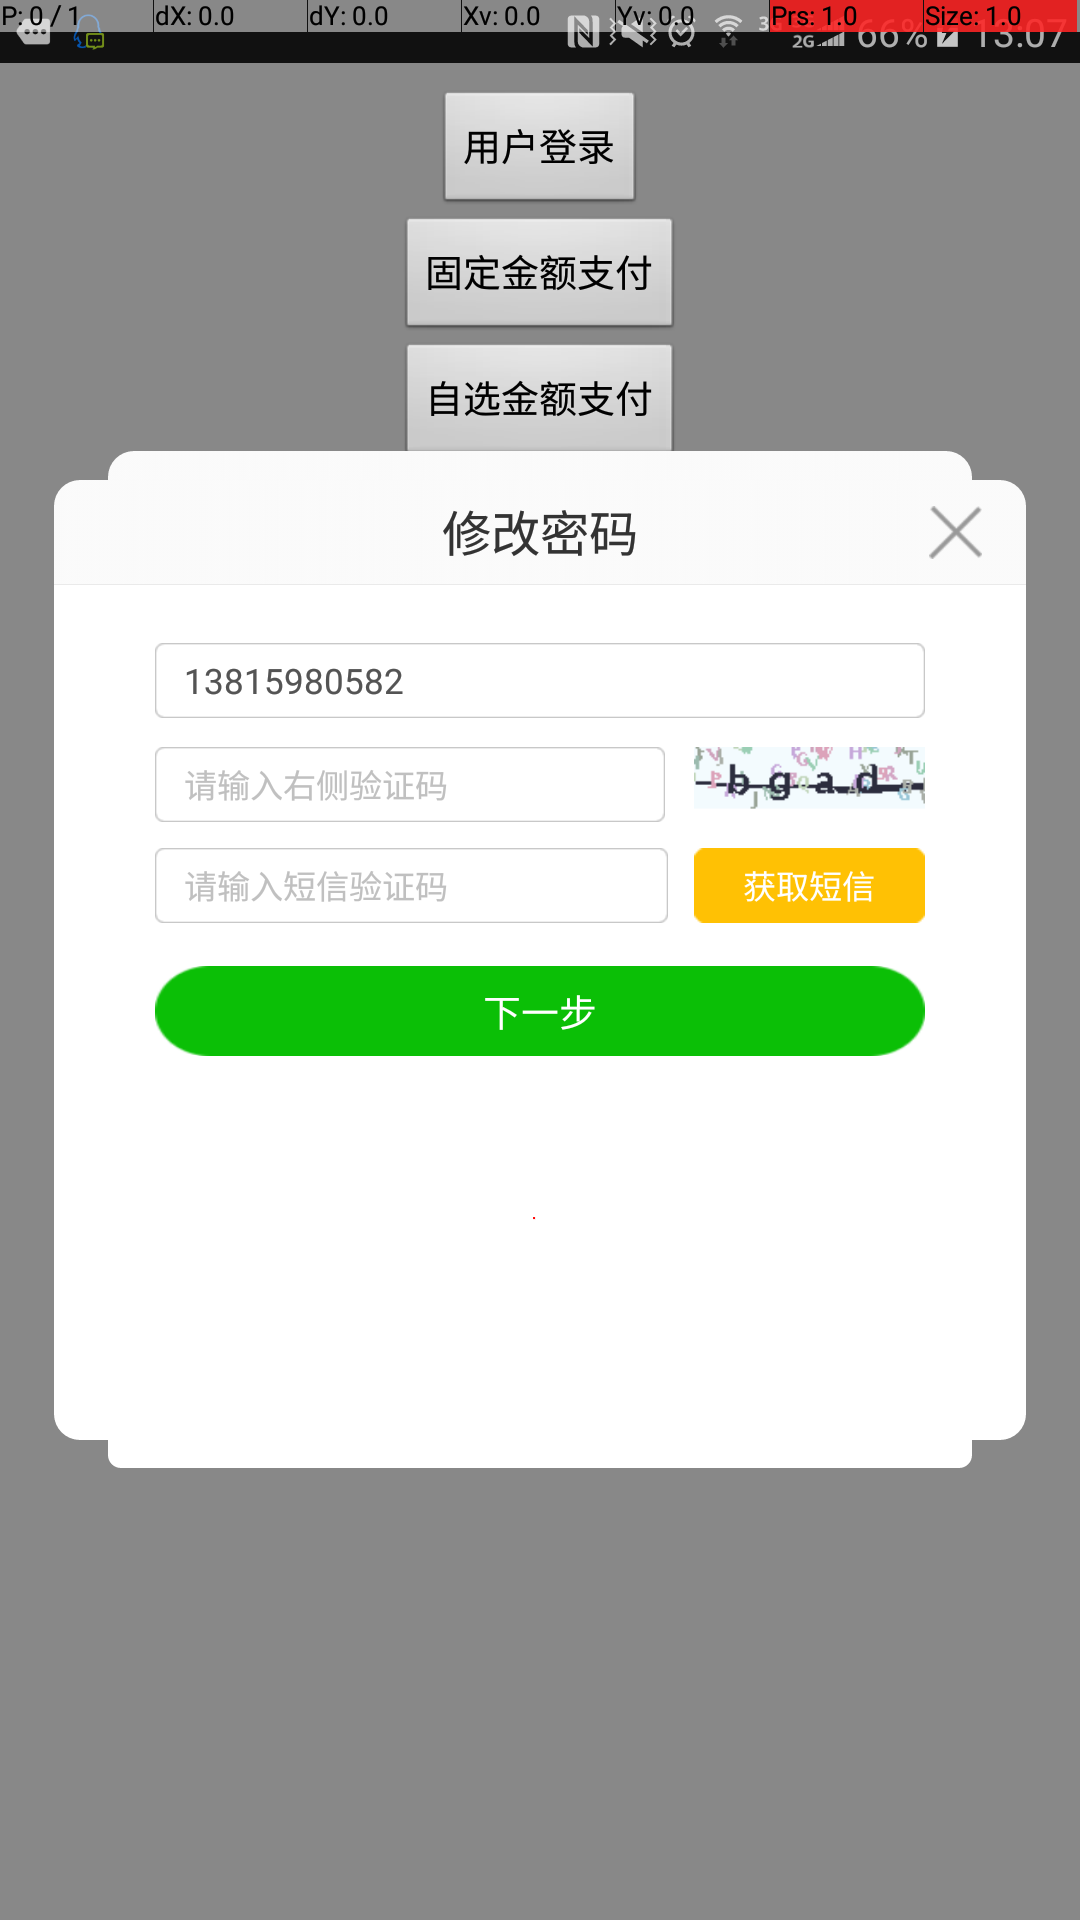 P: 0 / 1 dX: 0.0 dY: 0.0 Xv: 0.0 Yv: 0.0 Prs: 1.0 Size: 1.0
2G 66% 13:07
用户登录
固定金额支付
自选金额支付
修改密码
13815980582
请输入右侧验证码 b g a d
请输入短信验证码 获取短信
下一步